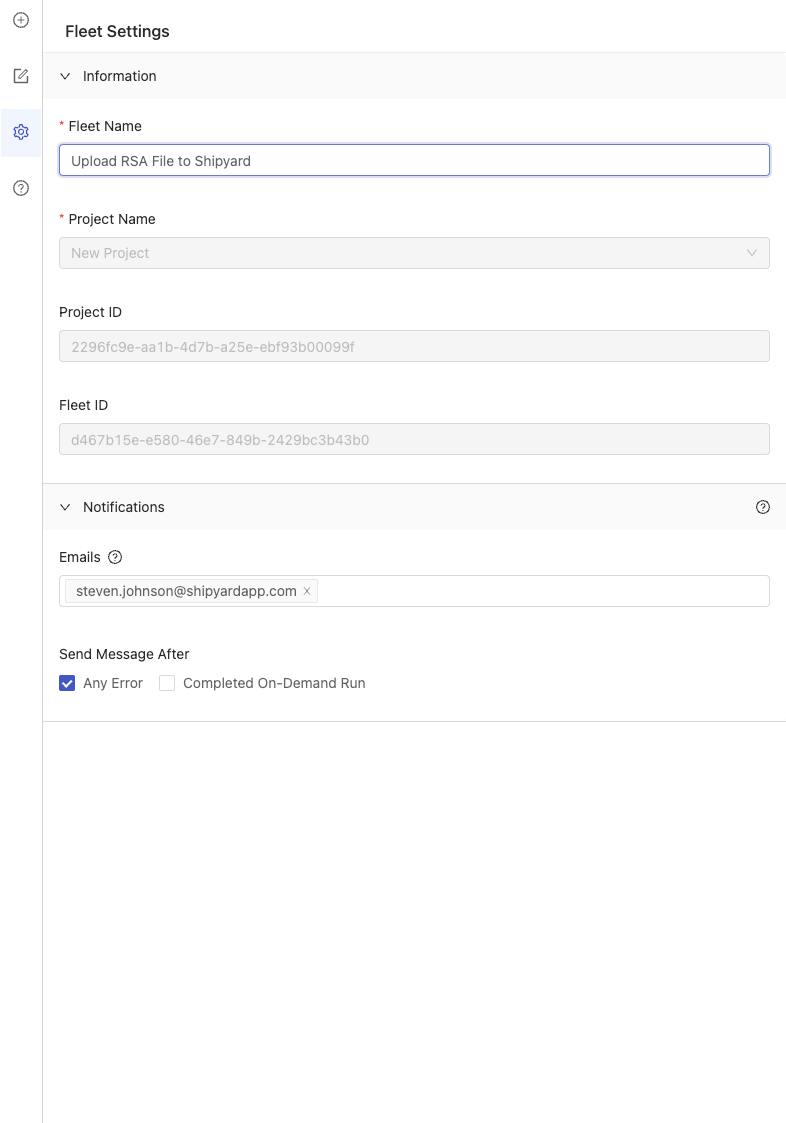 Fleet Settings
Information
* Fleet Name
Upload RSA File to Shipyard
* Project Name
New Project
Project ID
2296fc9e-aa1b-4d7b-a25e-ebf93b00099f
Fleet ID
d467b15e-e580-46e7-849b-2429bc3b43b0
Notifications
Emails
steven.johnson@shipyardapp.com
Send Message After
Any Error Completed On-Demand Run